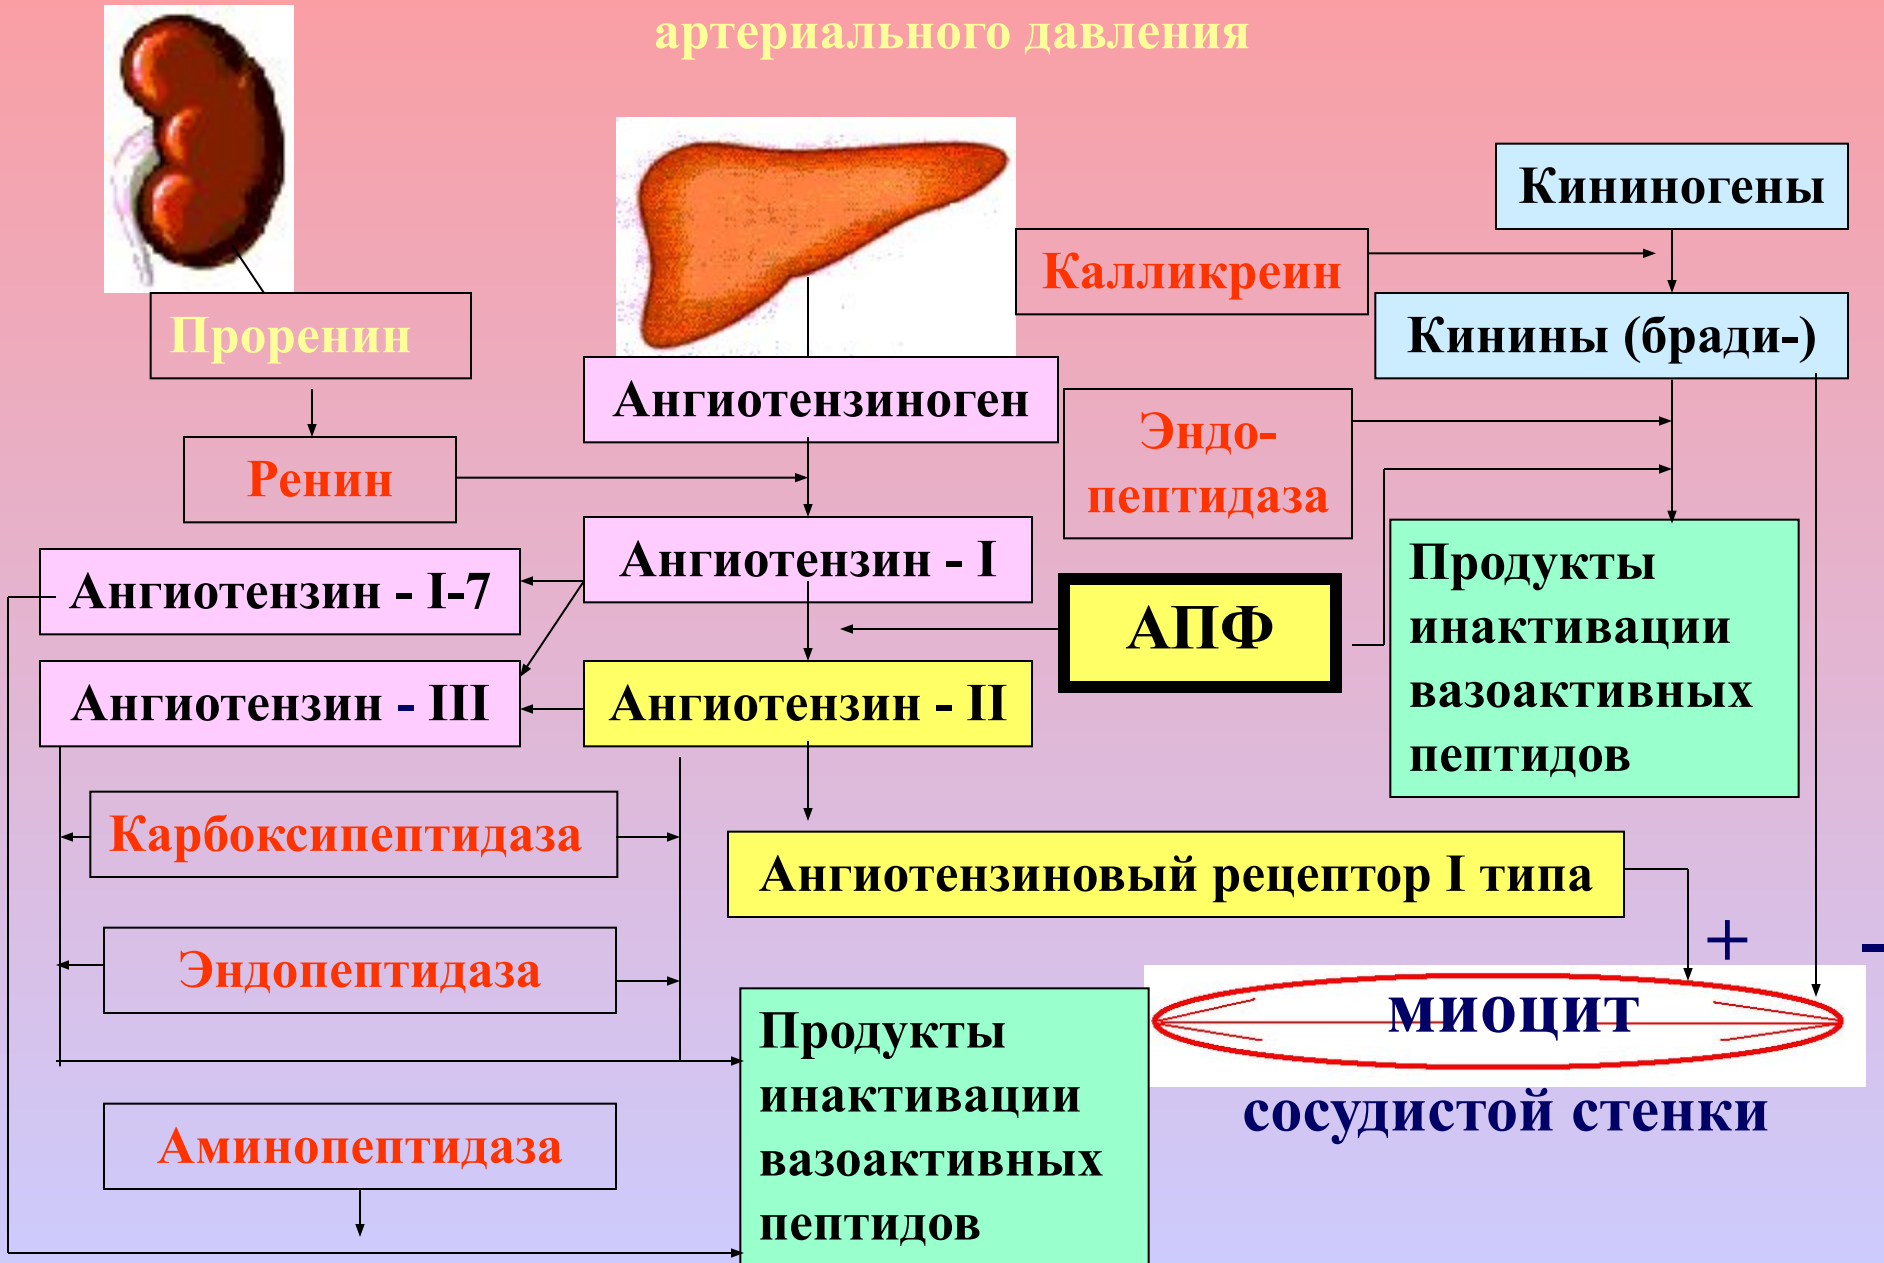 артериального давления
Кининогены
Калликреин
Проренин
Кинины (бради-)
Ангиотензиноген
Эндо-
пептидаза
Ренин
Ангиотензин - I
Ангиотензин - I-7
АПФ
Продукты
инактивации
вазоактивных
пептидов
Ангиотензин - III
Ангиотензин - II
Карбоксипептидаза
Ангиотензиновый рецептор I типа
+
-
Эндопептидаза
миоцит
сосудистой стенки
Продукты
инактивации
вазоактивных
пептидов
Аминопептидаза